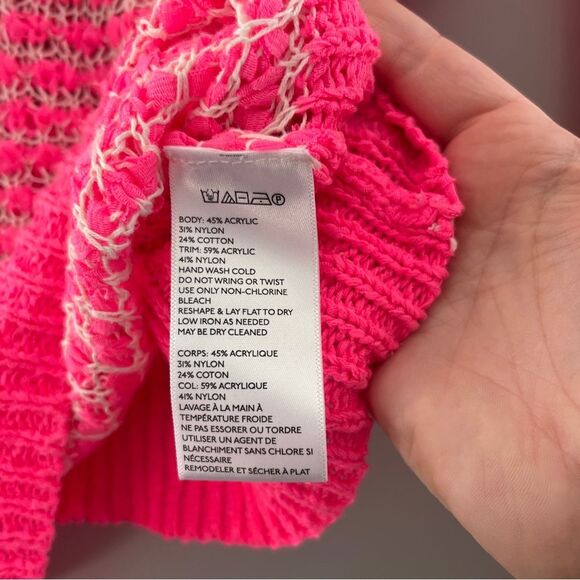 BODY: 45% ACRYLIC
31% NYLON
24% COTTON
TRIM: 59% ACRYLIC
41% NYLON
HAND WASH COLD
DO NOT WRING OR TWIST
USE ONLY NON-CHLORINE
BLEACH
RESHAPE & LAY FLAT TO DRY
LOW IRON AS NEEDED
MAY BE DRY CLEANED
CORPS: 45% ACRYLIQUE
31% NYLON
24% COTON
COL: 59% ACRYLIQUE
41% NYLON
LAVAGE À LA MAIN À
TEMPÉRATURE FROIDE
NE PAS ESSORER OU TORDRE
UTILISER UN AGENT DE
BLANCHIMENT SANS CHLORE SI
NÉCESSAIRE
REMODELER ET SÉCHER À PLAT